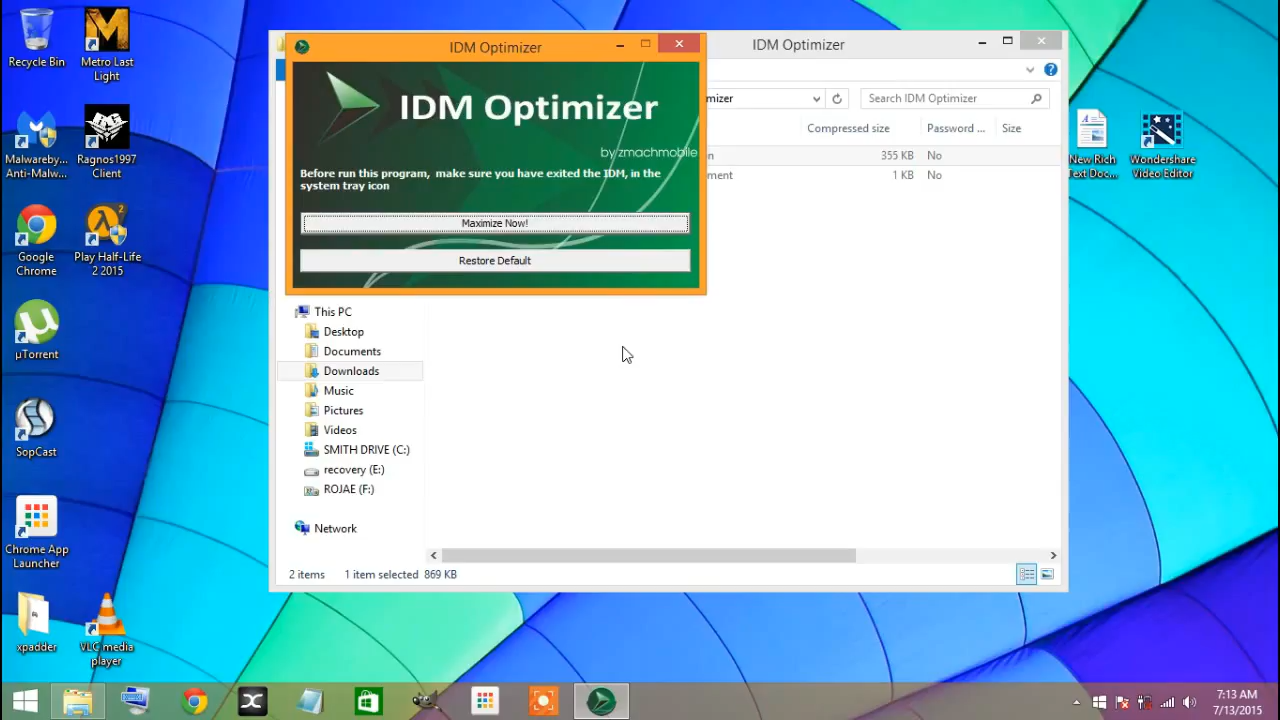 Recycle Bin
Metro Last
Light
Malwareby...
Anti-Malw...
Ragnos1997
Client
Google
Chrome
Play Half-Life
2 2015
µTorrent
SopCast
Chrome App
Launcher
xpadder
VLC media
player
IDM Optimizer
IDM Optimizer
by zmachmobile
Before run this program, make sure you have exited the IDM, in the
system tray icon
Maximize Now!
Restore Default
IDM Optimizer
mizer
Search IDM Optimizer
Compressed size
Password ...
Size
on
355 KB
No
ment
1 KB
No
This PC
Desktop
Documents
Downloads
Music
Pictures
Videos
SMITH DRIVE (C:)
recovery (E:)
ROJAE (F:)
Network
2 items
1 item selected 869 KB
New Rich
Text Doc...
Wondershare
Video Editor
7:13 AM
7/13/2015